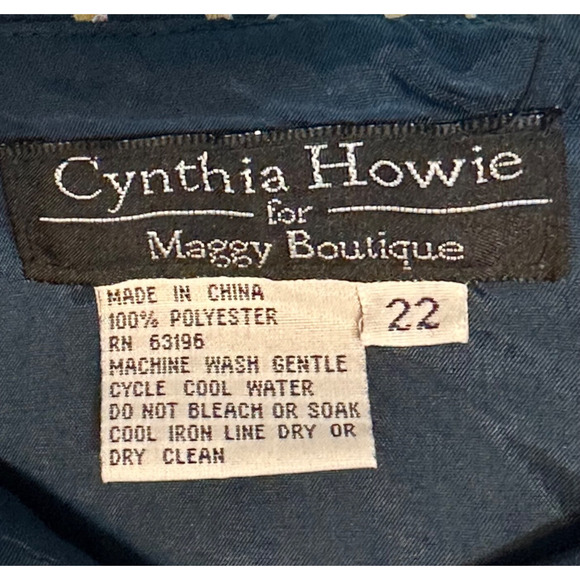 Cynthia Howie
for
Maggy Boutique
22
MADE IN CHINA
100% POLYESTER
RN 63196
MACHINE WASH GENTLE
CYCLE COOL WATER
DO NOT BLEACH OR SOAK
COOL IRON LINE DRY OR
DRY CLEAN